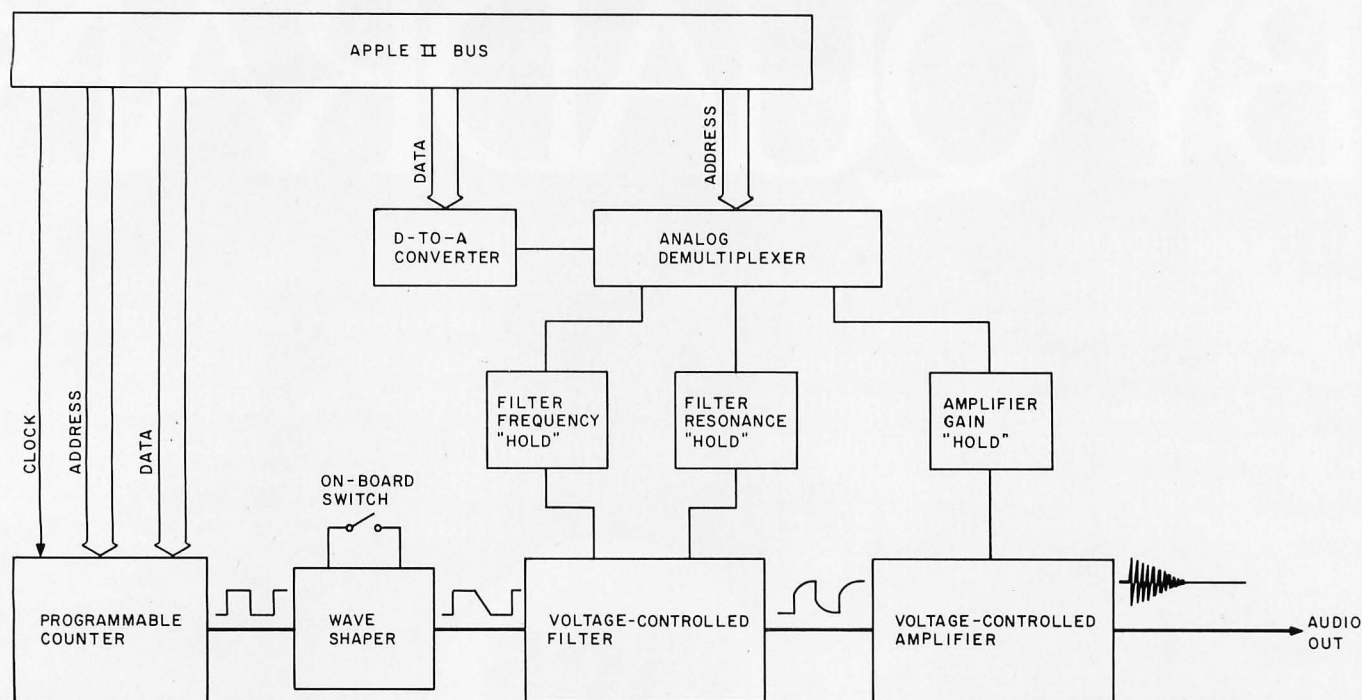 APPLE II BUS
DATA
ADDRESS
D-TO-A
CONVERTER
ANALOG
DEMULTIPLEXER
CLOCK
ADDRESS
DATA
FILTER
FREQUENCY
"HOLD"
FILTER
RESONANCE
"HOLD"
AMPLIFIER
GAIN
"HOLD"
ON-BOARD
SWITCH
PROGRAMMABLE
COUNTER
WAVE
SHAPER
VOLTAGE-CONTROLLED
FILTER
VOLTAGE-CONTROLLED
AMPLIFIER
AUDIO
OUT